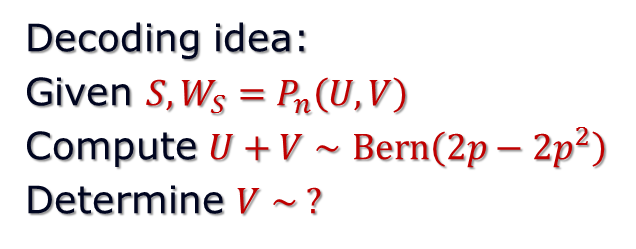 Decoding idea:
Given S, W_S = P_n(U, V)
Compute U + V ~ Bern(2p − 2p²)
Determine V ~ ?